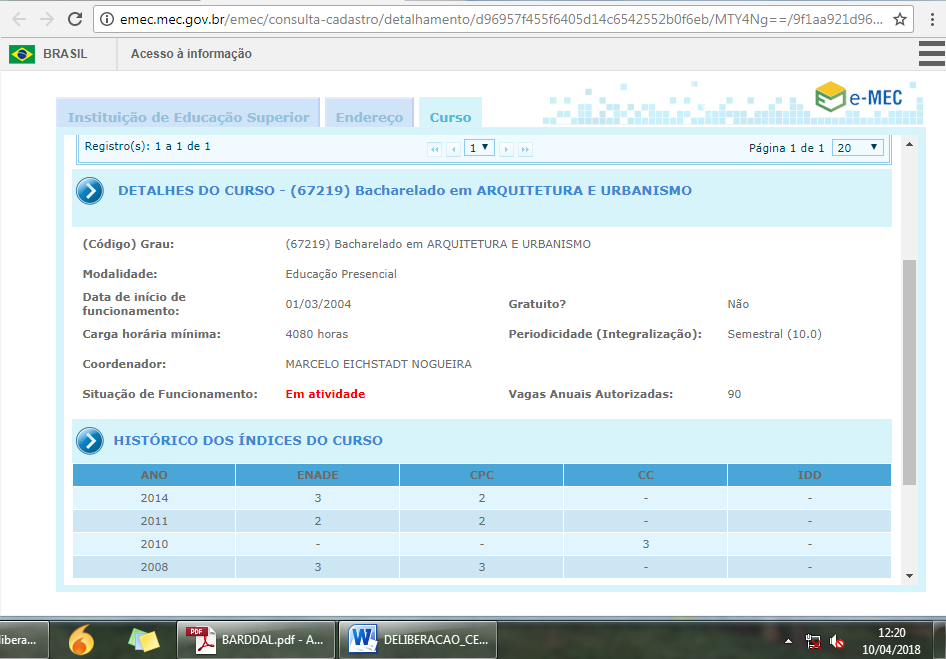 emec.mec.gov.br/emec/consulta-cadastro/detalhamento/d96957f455f6405d14c6542552b0f6eb/MTY4Ng==/9f1aa921d96...
BRASIL Acesso à informação
e-MEC
Instituição de Educação Superior Endereço Curso
Registro(s): 1 a 1 de 1 1 Página 1 de 1 20
DETALHES DO CURSO - (67219) Bacharelado em ARQUITETURA E URBANISMO
(Código) Grau: (67219) Bacharelado em ARQUITETURA E URBANISMO
Modalidade: Educação Presencial
Data de início de
funcionamento: 01/03/2004 Gratuito? Não
Carga horária mínima: 4080 horas Periodicidade (Integralização): Semestral (10.0)
Coordenador: MARCELO EICHSTADT NOGUEIRA
Situação de Funcionamento: Em atividade Vagas Anuais Autorizadas: 90
HISTÓRICO DOS ÍNDICES DO CURSO
ANO ENADE CPC CC IDD
2014 3 2 - -
2011 2 2 - -
2010 - - 3 -
2008 3 3 - -
libera... PDF BARDDAL.pdf - A... W DELIBERACAO_CE... 12:20
10/04/2018